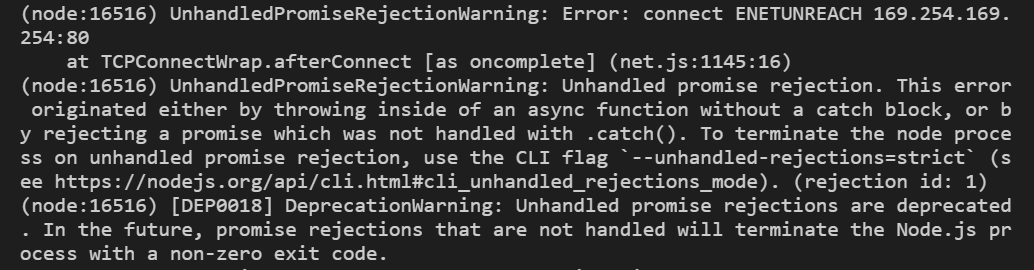 (node:16516) UnhandledPromiseRejectionWarning: Error: connect ENETUNREACH 169.254.169.
254:80
    at TCPConnectWrap.afterConnect [as oncomplete] (net.js:1145:16)
(node:16516) UnhandledPromiseRejectionWarning: Unhandled promise rejection. This error
 originated either by throwing inside of an async function without a catch block, or b
y rejecting a promise which was not handled with .catch(). To terminate the node proce
ss on unhandled promise rejection, use the CLI flag `--unhandled-rejections=strict` (s
ee https://nodejs.org/api/cli.html#cli_unhandled_rejections_mode). (rejection id: 1)
(node:16516) [DEP0018] DeprecationWarning: Unhandled promise rejections are deprecated
. In the future, promise rejections that are not handled will terminate the Node.js pr
ocess with a non-zero exit code.